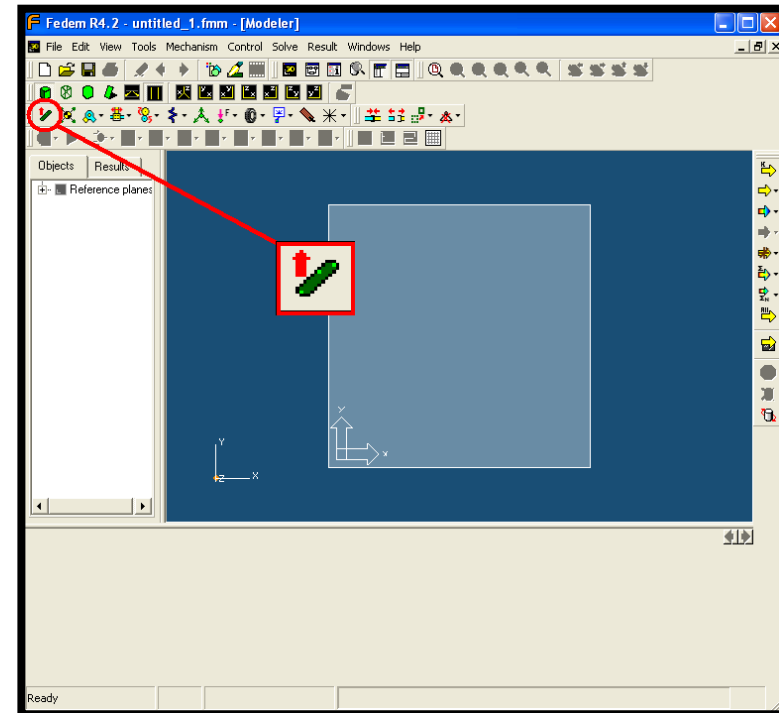 Fedem R4.2 - untitled_1.fmm - [Modeler]
File Edit View Tools Mechanism Control Solve Result Windows Help
Objects Results
Reference planes
Y
X
Y
X
Z
Ready